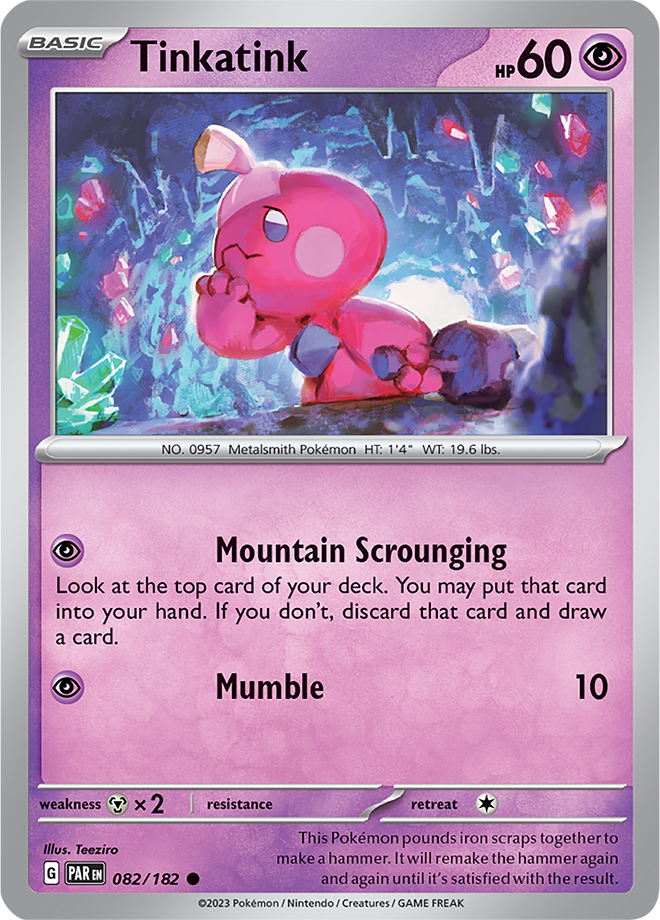 BASIC
Tinkatink
HP 60
NO. 0957 Metalsmith Pokémon HT: 1'4" WT: 19.6 lbs.
Mountain Scrounging
Look at the top card of your deck. You may put that card
into your hand. If you don't, discard that card and draw
a card.
Mumble 10
weakness ×2 resistance retreat
This Pokémon pounds iron scraps together to
make a hammer. It will remake the hammer again
and again until it's satisfied with the result.
Illus. Teeziro
G PAR EN 082/182
©2023 Pokémon / Nintendo / Creatures / GAME FREAK